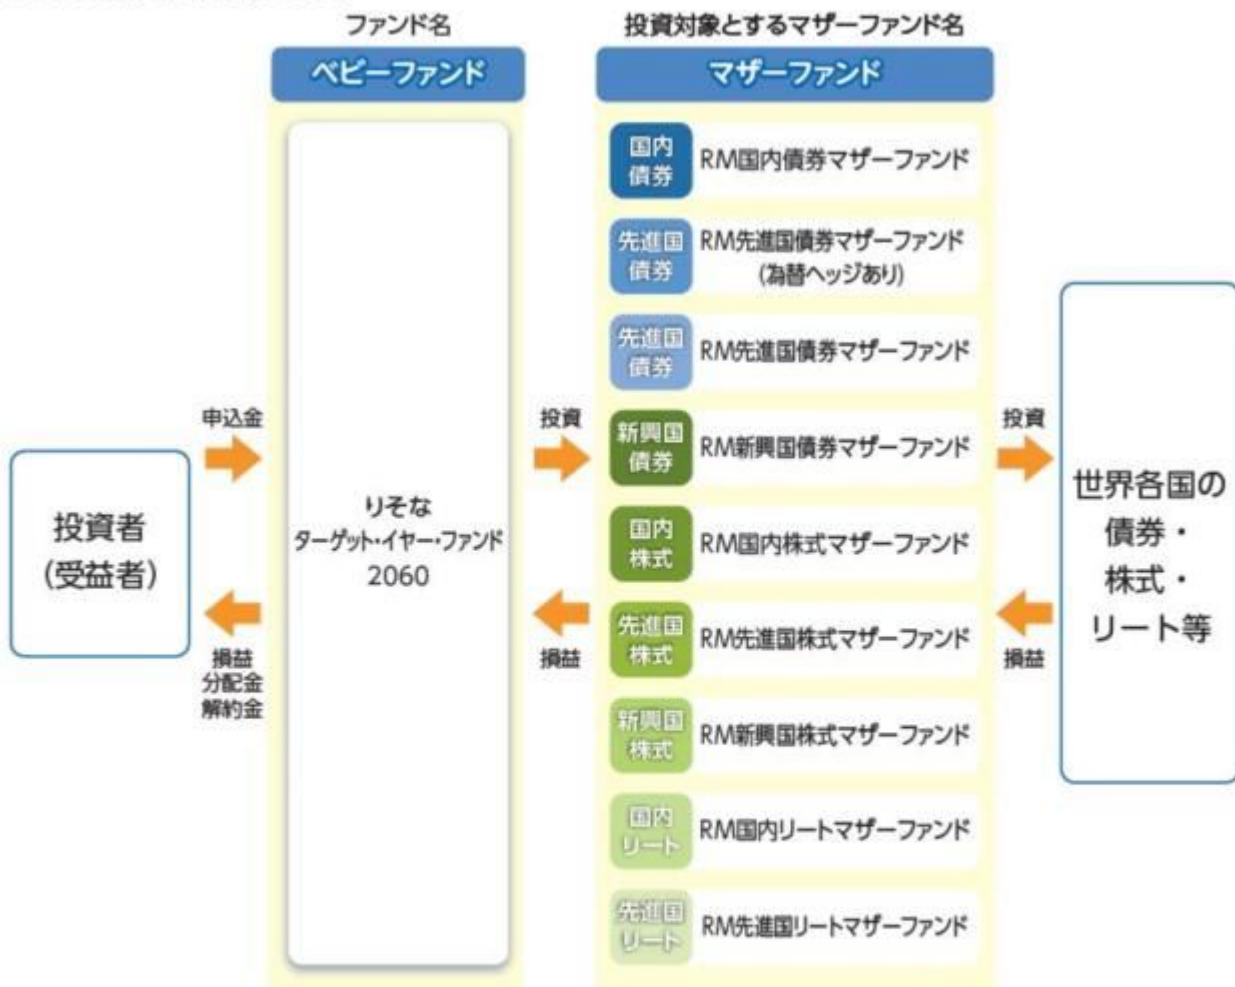 ファンド名
投資対象とするマザーファンド名
ベビーファンド
マザーファンド
国内
債券
RM国内債券マザーファンド
先進国
債券
RM先進国債券マザーファンド
(為替ヘッジあり)
先進国
債券
RM先進国債券マザーファンド
新興国
債券
RM新興国債券マザーファンド
国内
株式
RM国内株式マザーファンド
先進国
株式
RM先進国株式マザーファンド
新興国
株式
RM新興国株式マザーファンド
国内
リート
RM国内リートマザーファンド
先進国
リート
RM先進国リートマザーファンド
投資者
(受益者)
申込金
損益
分配金
解約金
りそな
ターゲット・イヤー・ファンド
2060
投資
損益
投資
損益
世界各国の
債券・
株式・
リート等